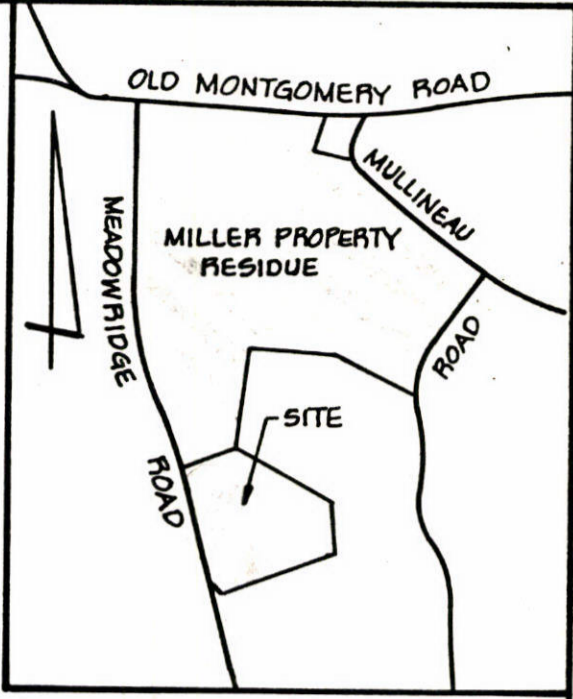 OLD MONTGOMERY ROAD
MULLINEAU
MEADOWRIDGE
MILLER PROPERTY
RESIDUE
ROAD
SITE
ROAD